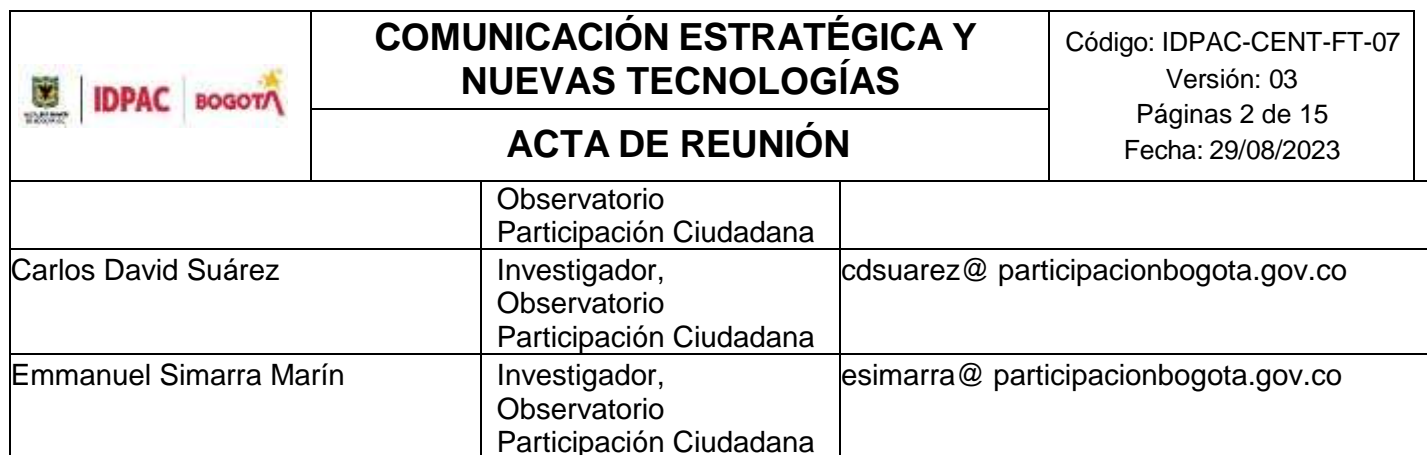 IDPAC
BOGOTÁ
COMUNICACIÓN ESTRATÉGICA Y
NUEVAS TECNOLOGÍAS
ACTA DE REUNIÓN
Código: IDPAC-CENT-FT-07
Versión: 03
Páginas 2 de 15
Fecha: 29/08/2023
Observatorio
Participación Ciudadana
Carlos David Suárez
Investigador,
Observatorio
Participación Ciudadana
cdsuarez@ participacionbogota.gov.co
Emmanuel Simarra Marín
Investigador,
Observatorio
Participación Ciudadana
esimarra@ participacionbogota.gov.co